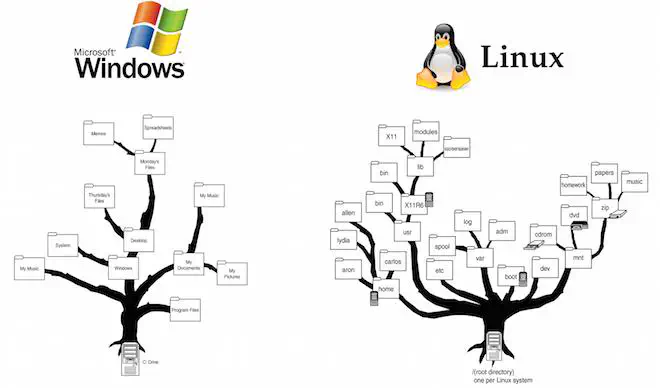 Microsoft
Windows
Linux
Memos
Spreadsheets
Monday's
Files
Thursday's
Files
My Music
System
Desktop
My Music
Windows
My
Documents
My
Pictures
Program Files
C: Drive
X11
modules
xscreensaver
bin
lib
allen
bin
X11R6
lydia
usr
aron
carlos
home
log
adm
spool
var
etc
boot
dev
cdrom
dvd
mnt
homework
papers
music
zip
/(root directory)
one per Linux system